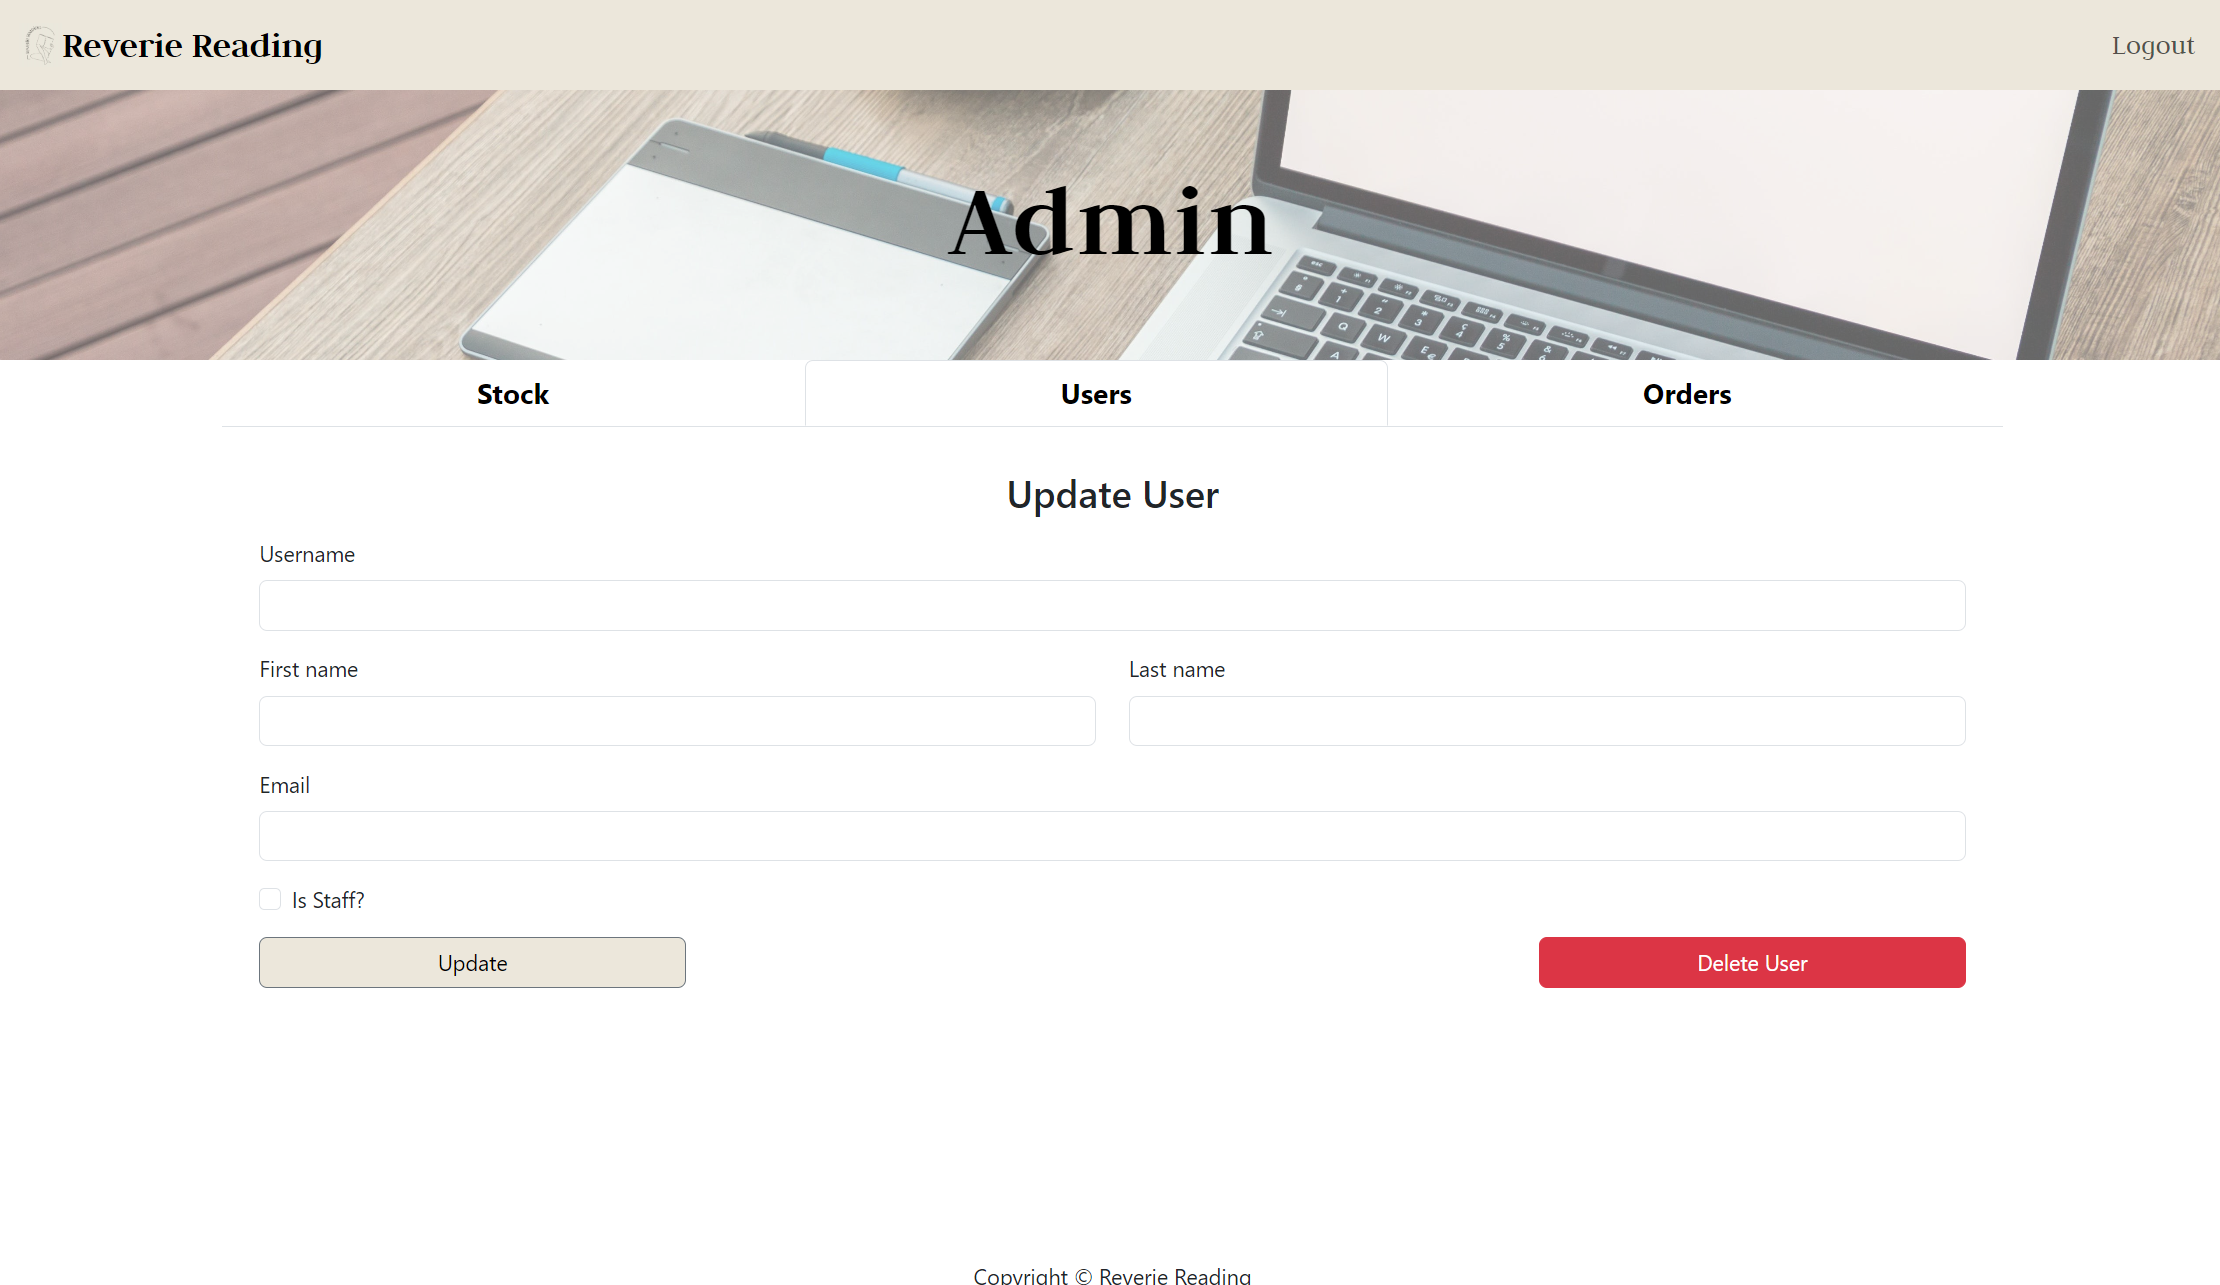 Reverie Reading
Logout
Admin
Stock
Users
Orders
Update User
Username
First name
Last name
Email
Is Staff?
Update
Delete User
Copyright © Reverie Reading